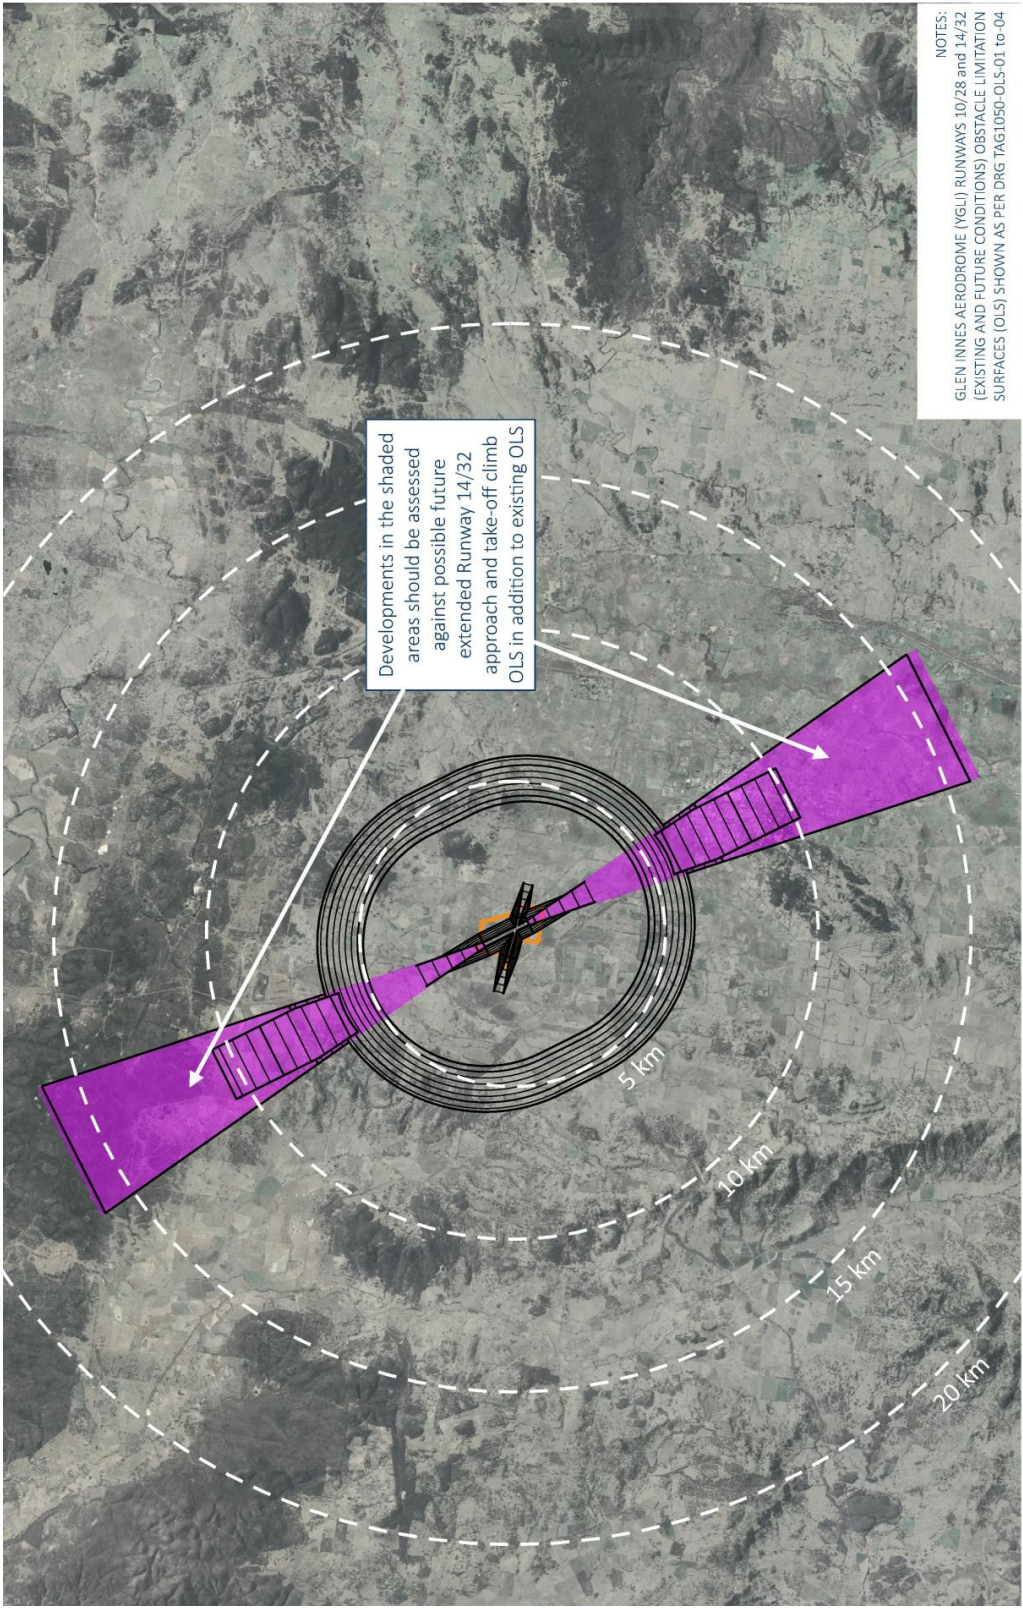 Developments in the shaded
areas should be assessed
against possible future
extended Runway 14/32
approach and take-off climb
OLS in addition to existing OLS
5 km
10 km
15 km
20 km
NOTES:
GLEN INNES AERODROME (YGLI) RUNWAYS 10/28 and 14/32
(EXISTING AND FUTURE CONDITIONS) OBSTACLE LIMITATION
SURFACES (OLS) SHOWN AS PER DRG TAG1050-OLS-01 to-04